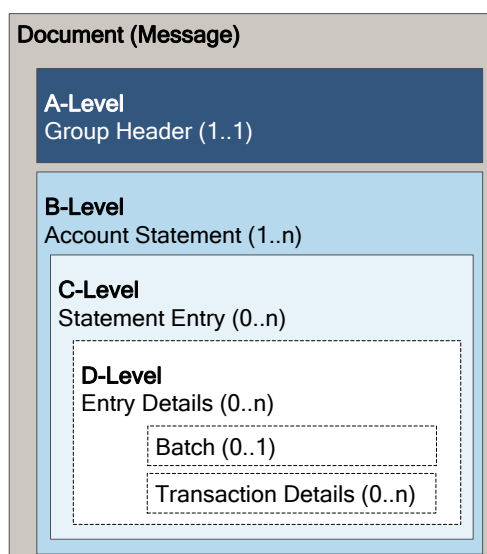 Document (Message)
A-Level
Group Header (1..1)
B-Level
Account Statement (1..n)
C-Level
Statement Entry (0..n)
D-Level
Entry Details (0..n)
Batch (0..1)
Transaction Details (0..n)